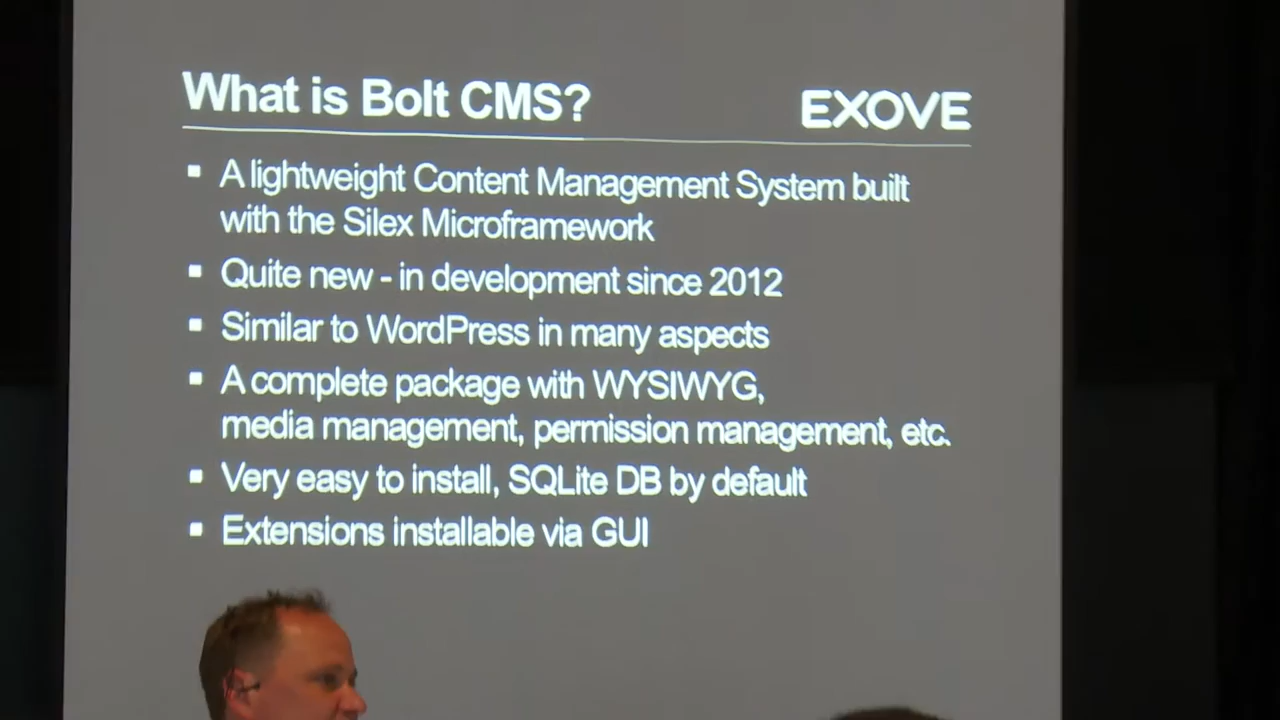 What is Bolt CMS?
EXOVE
▪ A lightweight Content Management System built
with the Silex Microframework
▪ Quite new - in development since 2012
▪ Similar to WordPress in many aspects
▪ A complete package with WYSIWYG,
media management, permission management, etc.
▪ Very easy to install, SQLite DB by default
▪ Extensions installable via GUI